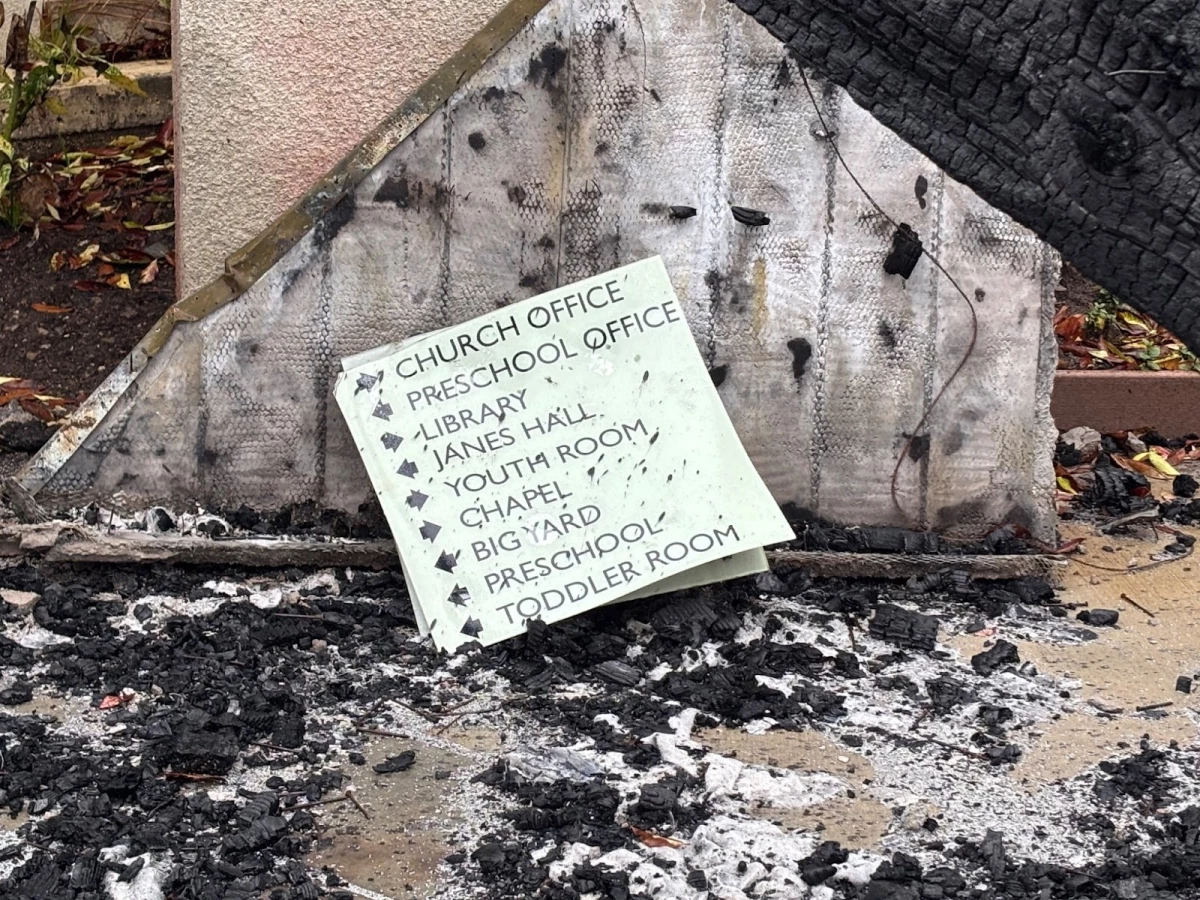 CHURCH OFFICE
PRESCHOOL OFFICE
LIBRARY
JANES HALL
YOUTH ROOM
CHAPEL
BIG YARD
PRESCHOOL
TODDLER ROOM